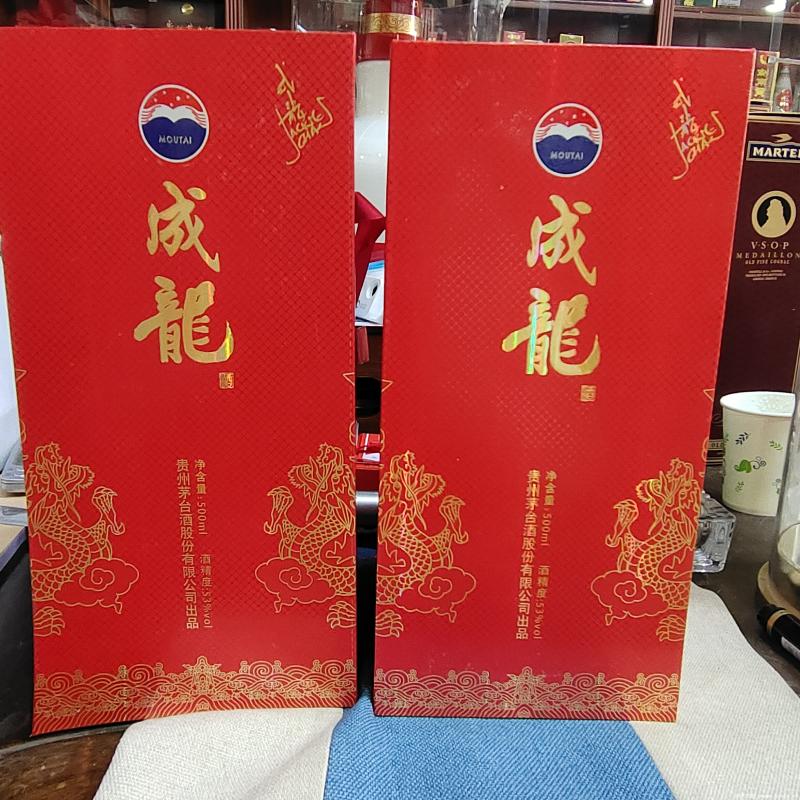 MOUTAI
成龍
净含量:500ml 酒精度:53%vol
贵州茅台酒股份有限公司出品
MOUTAI
成龍
净含量:500ml 酒精度:53%vol
贵州茅台酒股份有限公司出品
MARTEL
V·S·O·P
MEDAILLON
OLD FINE COGNAC